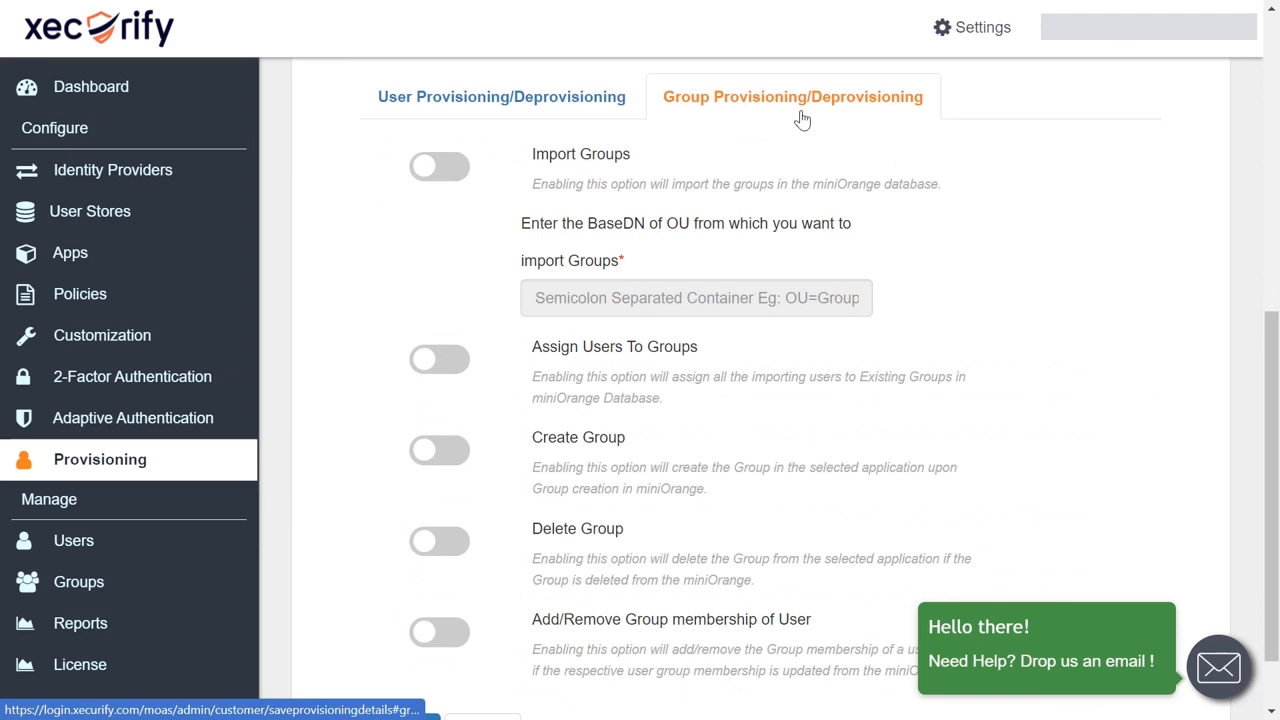 xecurify
Settings
Dashboard
Configure
Identity Providers
User Stores
Apps
Policies
Customization
2-Factor Authentication
Adaptive Authentication
Provisioning
Manage
Users
Groups
Reports
License
User Provisioning/Deprovisioning
Group Provisioning/Deprovisioning
Import Groups
Enabling this option will import the groups in the miniOrange database.
Enter the BaseDN of OU from which you want to
import Groups*
Semicolon Separated Container Eg: OU=Group
Assign Users To Groups
Enabling this option will assign all the importing users to Existing Groups in
miniOrange Database.
Create Group
Enabling this option will create the Group in the selected application upon
Group creation in miniOrange.
Delete Group
Enabling this option will delete the Group from the selected application if the
Group is deleted from the miniOrange.
Add/Remove Group membership of User
Enabling this option will add/remove the Group membership of a
if the respective user group membership is updated from the
Hello there!
Need Help? Drop us an email !
https://login.xecurify.com/moas/admin/customer/saveprovisioningdetails#gr...